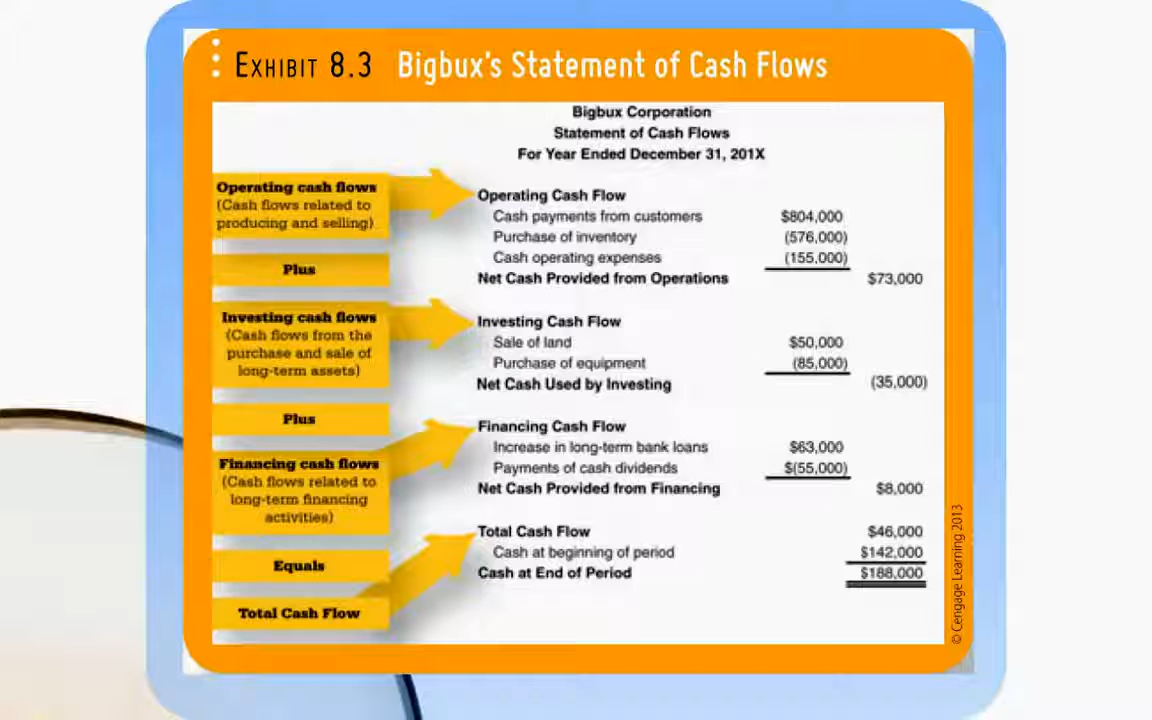 EXHIBIT 8.3 Bigbux's Statement of Cash Flows
Bigbux Corporation
Statement of Cash Flows
For Year Ended December 31, 201X
Operating cash flows
(Cash flows related to
producing and selling)
Plus
Investing cash flows
(Cash flows from the
purchase and sale of
long-term assets)
Plus
Financing cash flows
(Cash flows related to
long-term financing
activities)
Equals
Total Cash Flow
Operating Cash Flow
Cash payments from customers $804,000
Purchase of inventory (576,000)
Cash operating expenses (155,000)
Net Cash Provided from Operations $73,000
Investing Cash Flow
Sale of land $50,000
Purchase of equipment (85,000)
Net Cash Used by Investing (35,000)
Financing Cash Flow
Increase in long-term bank loans $63,000
Payments of cash dividends $(55,000)
Net Cash Provided from Financing $8,000
Total Cash Flow $46,000
Cash at beginning of period $142,000
Cash at End of Period $188,000
© Cengage Learning 2013